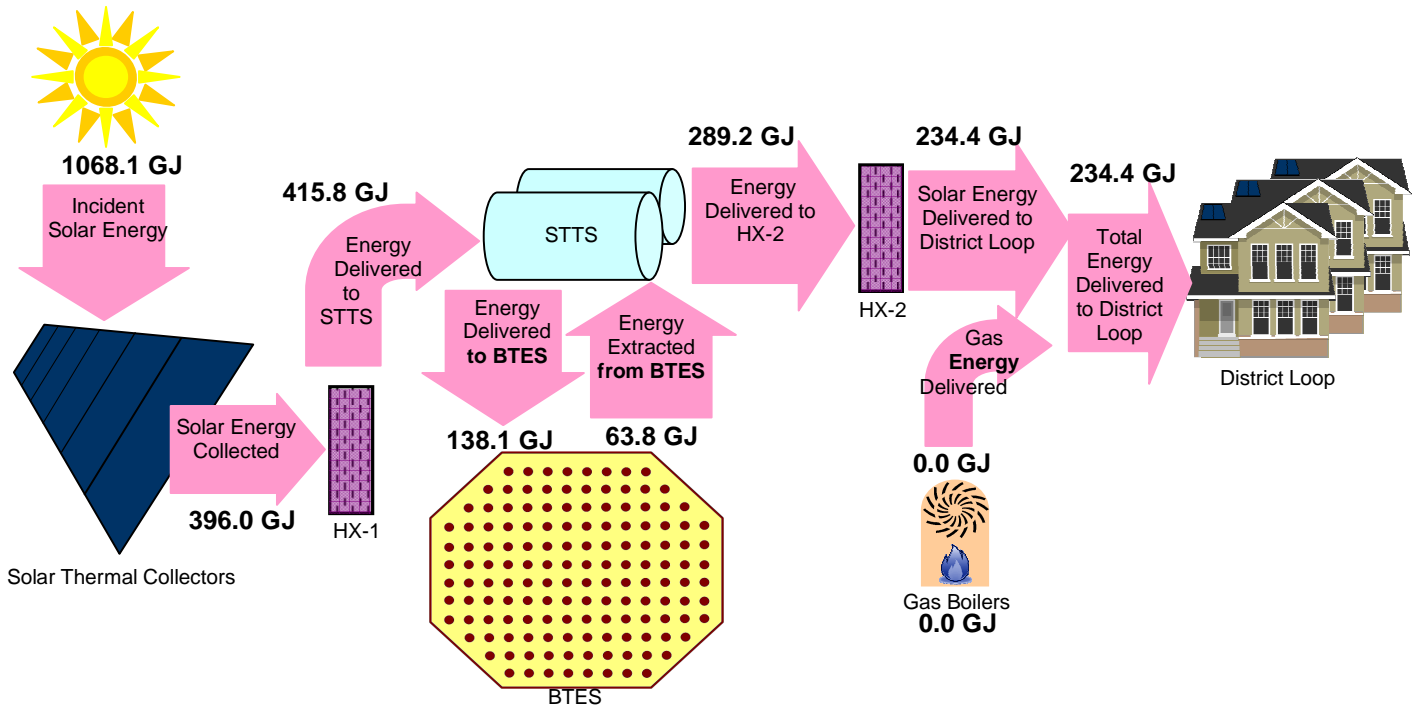 1068.1 GJ
Incident
Solar Energy
Solar Thermal Collectors
Solar Energy
Collected
396.0 GJ
HX-1
415.8 GJ
Energy
Delivered
to
STTS
STTS
Energy
Delivered
to BTES
138.1 GJ
Energy
Extracted
from BTES
63.8 GJ
BTES
289.2 GJ
Energy
Delivered to
HX-2
HX-2
234.4 GJ
Solar Energy
Delivered to
District Loop
Gas
Energy
Delivered
0.0 GJ
Gas Boilers
0.0 GJ
234.4 GJ
Total
Energy
Delivered
to District
Loop
District Loop